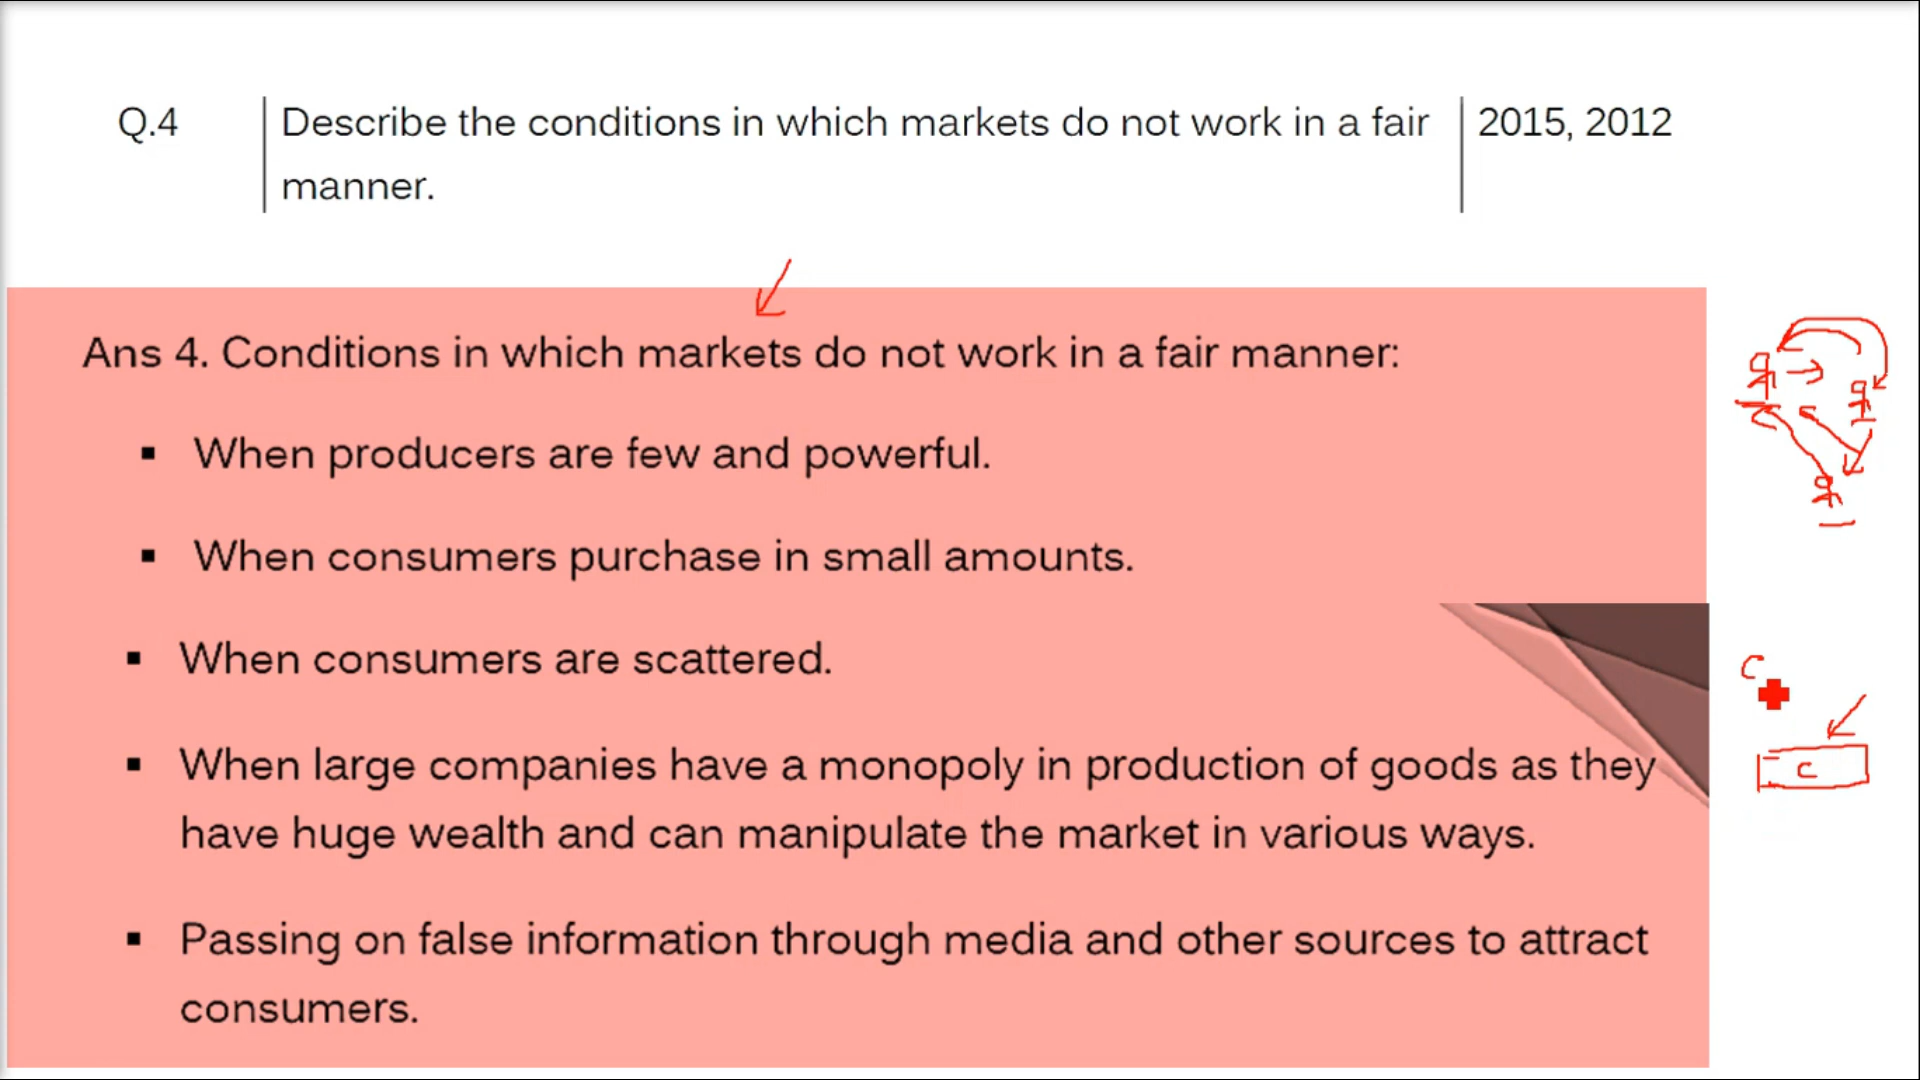 Q.4
Describe the conditions in which markets do not work in a fair
manner.
2015, 2012
Ans 4. Conditions in which markets do not work in a fair manner:
▪ When producers are few and powerful.
▪ When consumers purchase in small amounts.
▪ When consumers are scattered.
▪ When large companies have a monopoly in production of goods as they
have huge wealth and can manipulate the market in various ways.
▪ Passing on false information through media and other sources to attract
consumers.
C
C